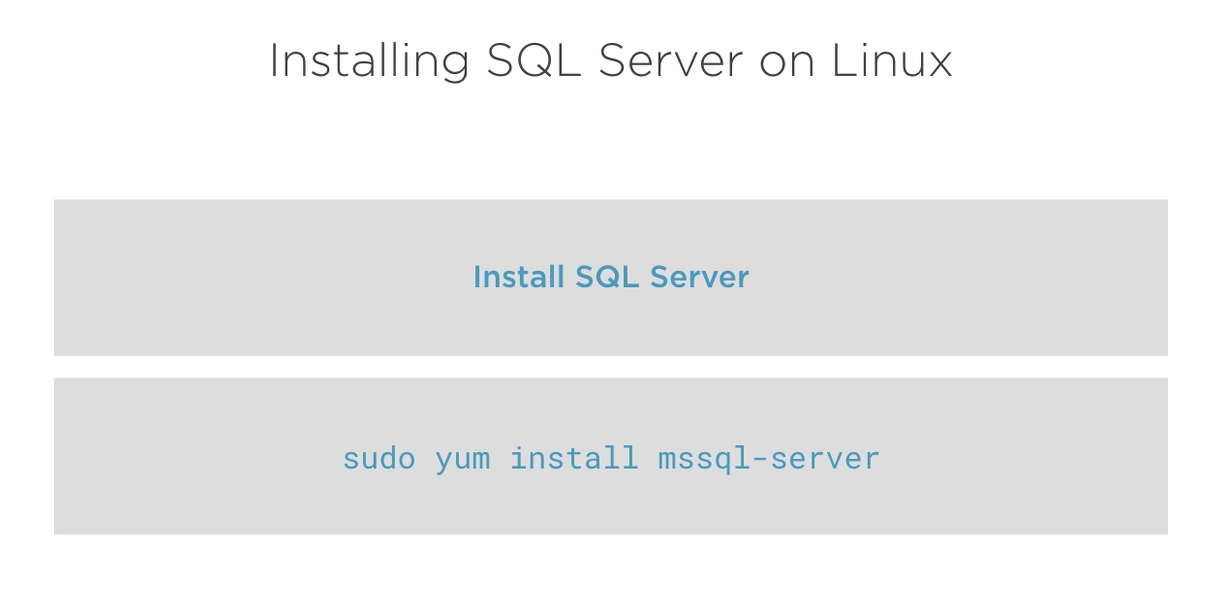 Installing SQL Server on Linux
Install SQL Server
sudo yum install mssql-server